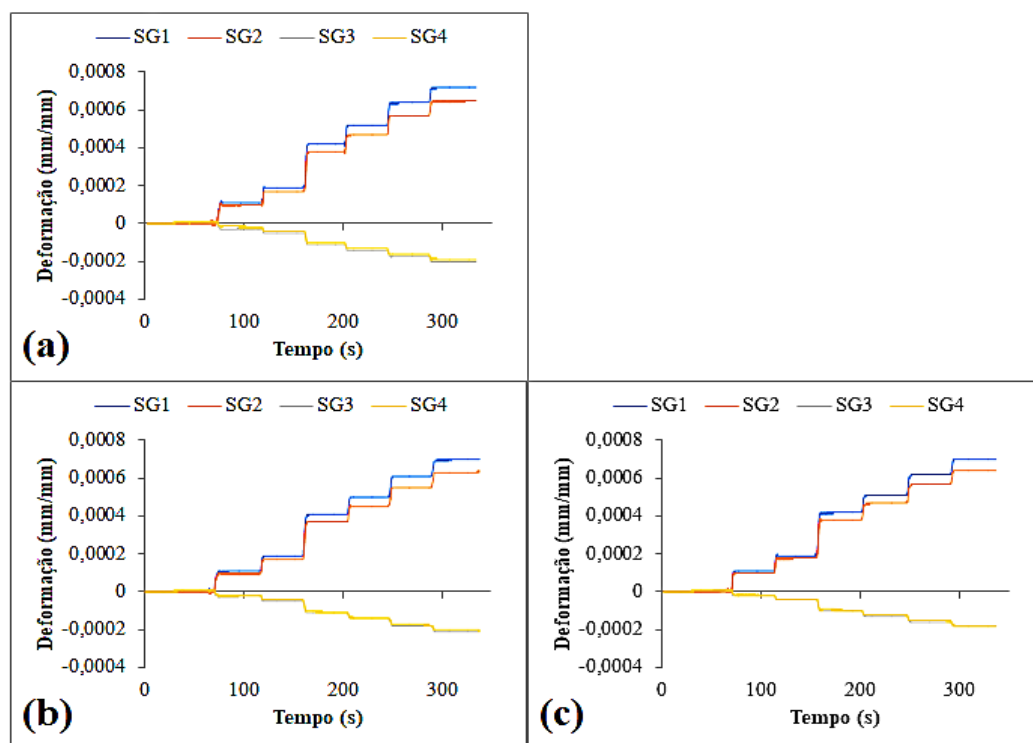 SG1 SG2 SG3 SG4
0,0008
0,0006
0,0004
0,0002
0
-0,0002
-0,0004
Deformação (mm/mm)
0 100 200 300
Tempo (s)
(a)
SG1 SG2 SG3 SG4
0,0008
0,0006
0,0004
0,0002
0
-0,0002
-0,0004
Deformação (mm/mm)
0 100 200 300
Tempo (s)
(b)
SG1 SG2 SG3 SG4
0,0008
0,0006
0,0004
0,0002
0
-0,0002
-0,0004
Deformação (mm/mm)
0 100 200 300
Tempo (s)
(c)